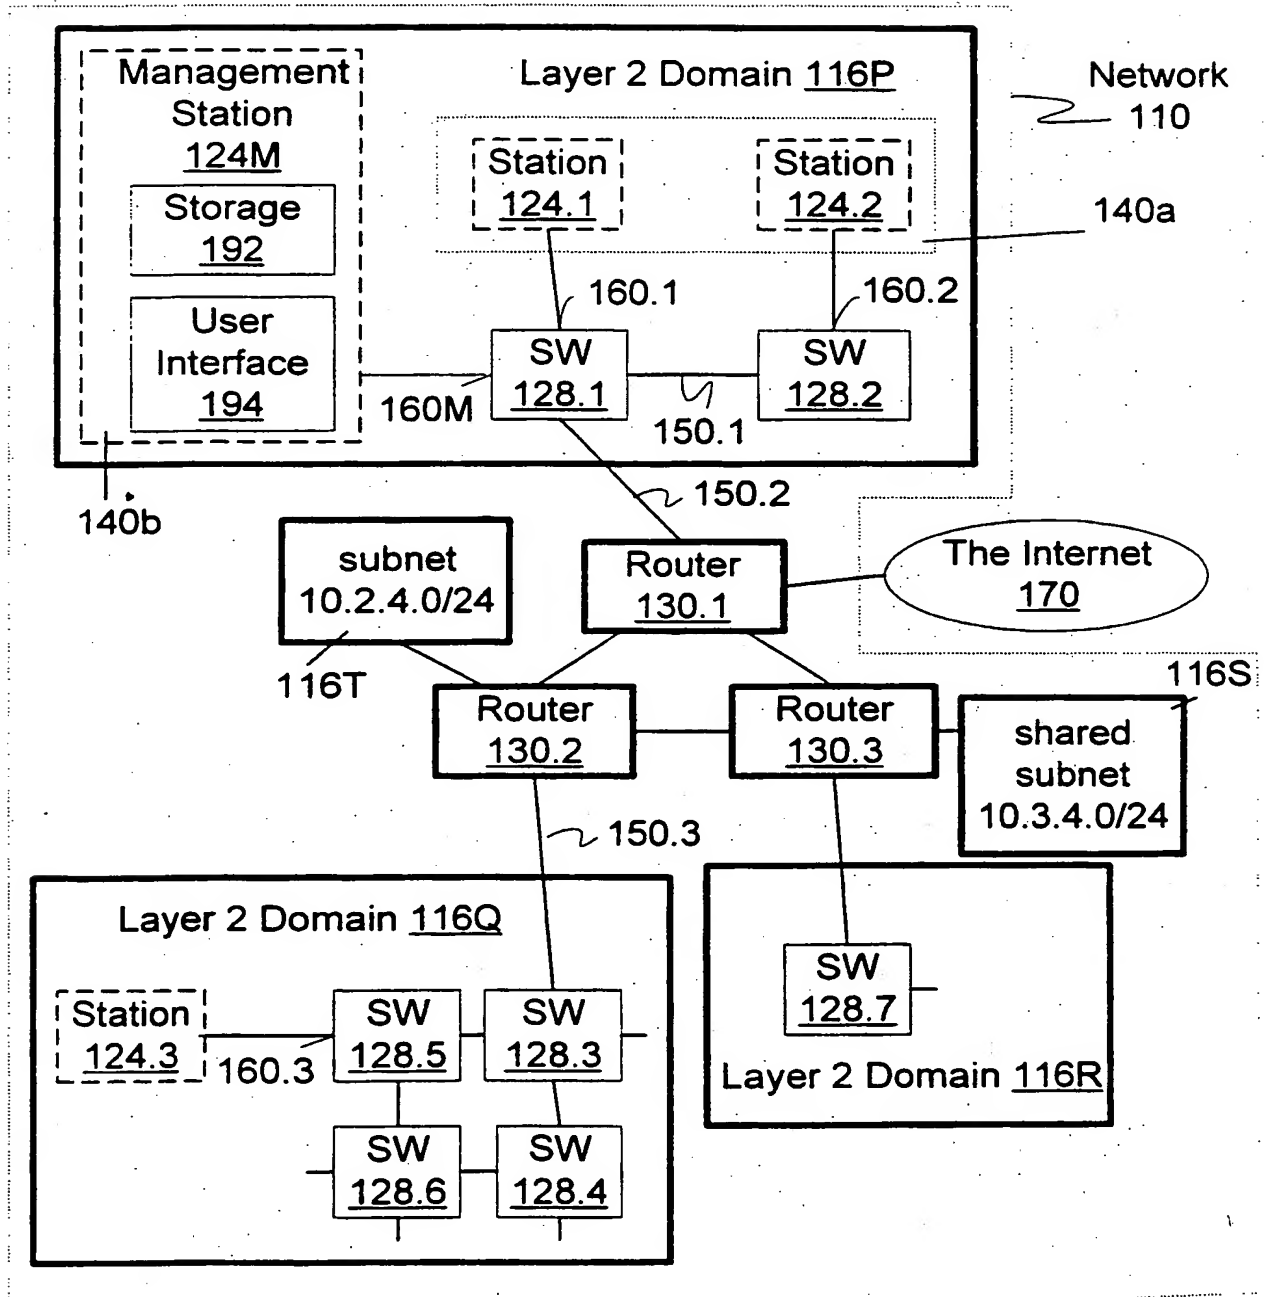 Management
Station
124M
Storage
192
User
Interface
194
Layer 2 Domain 116P
Station
124.1
Station
124.2
Network
110
140a
160.1
160.2
SW
128.1
SW
128.2
160M
150.1
140b
150.2
subnet
10.2.4.0/24
116T
Router
130.1
The Internet
170
Router
130.2
Router
130.3
116S
shared
subnet
10.3.4.0/24
150.3
Layer 2 Domain 116Q
Station
124.3
160.3
SW
128.5
SW
128.3
SW
128.6
SW
128.4
SW
128.7
Layer 2 Domain 116R